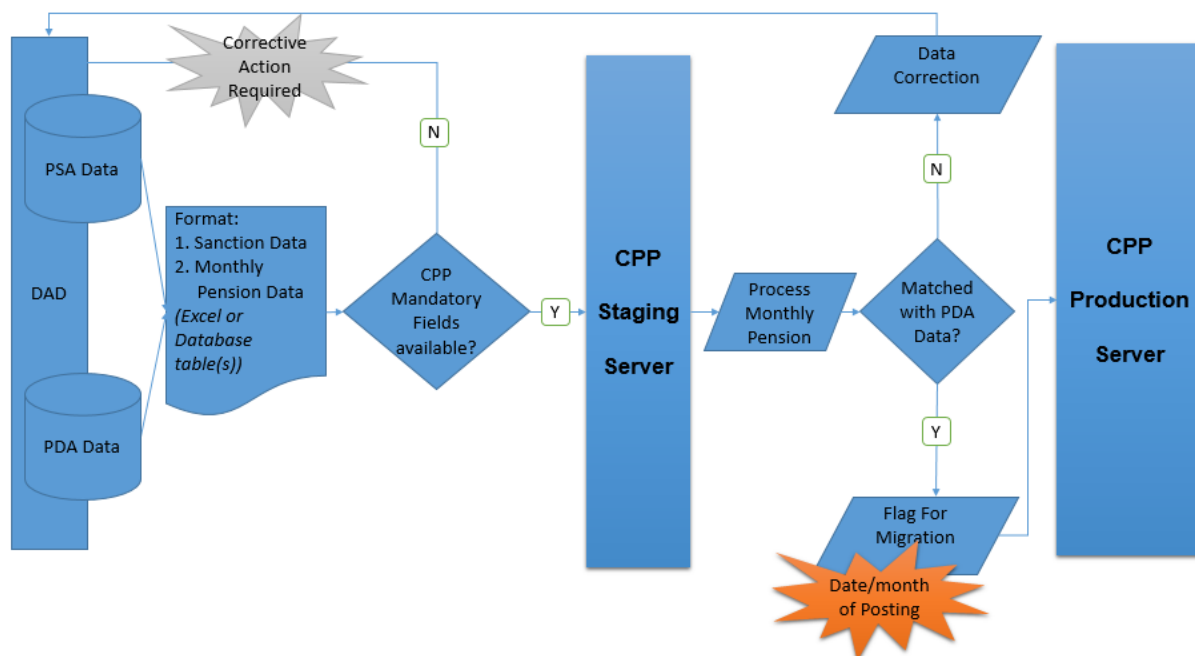 Corrective
Action
Required
N
PSA Data
DAD
PDA Data
Format:
1. Sanction Data
2. Monthly
Pension Data
(Excel or
Database
table(s))
CPP
Mandatory
Fields
available?
Y
CPP
Staging
Server
Process
Monthly
Pension
Data
Correction
N
Matched
with PDA
Data?
Y
Flag For
Migration
Date/month
of Posting
CPP
Production
Server